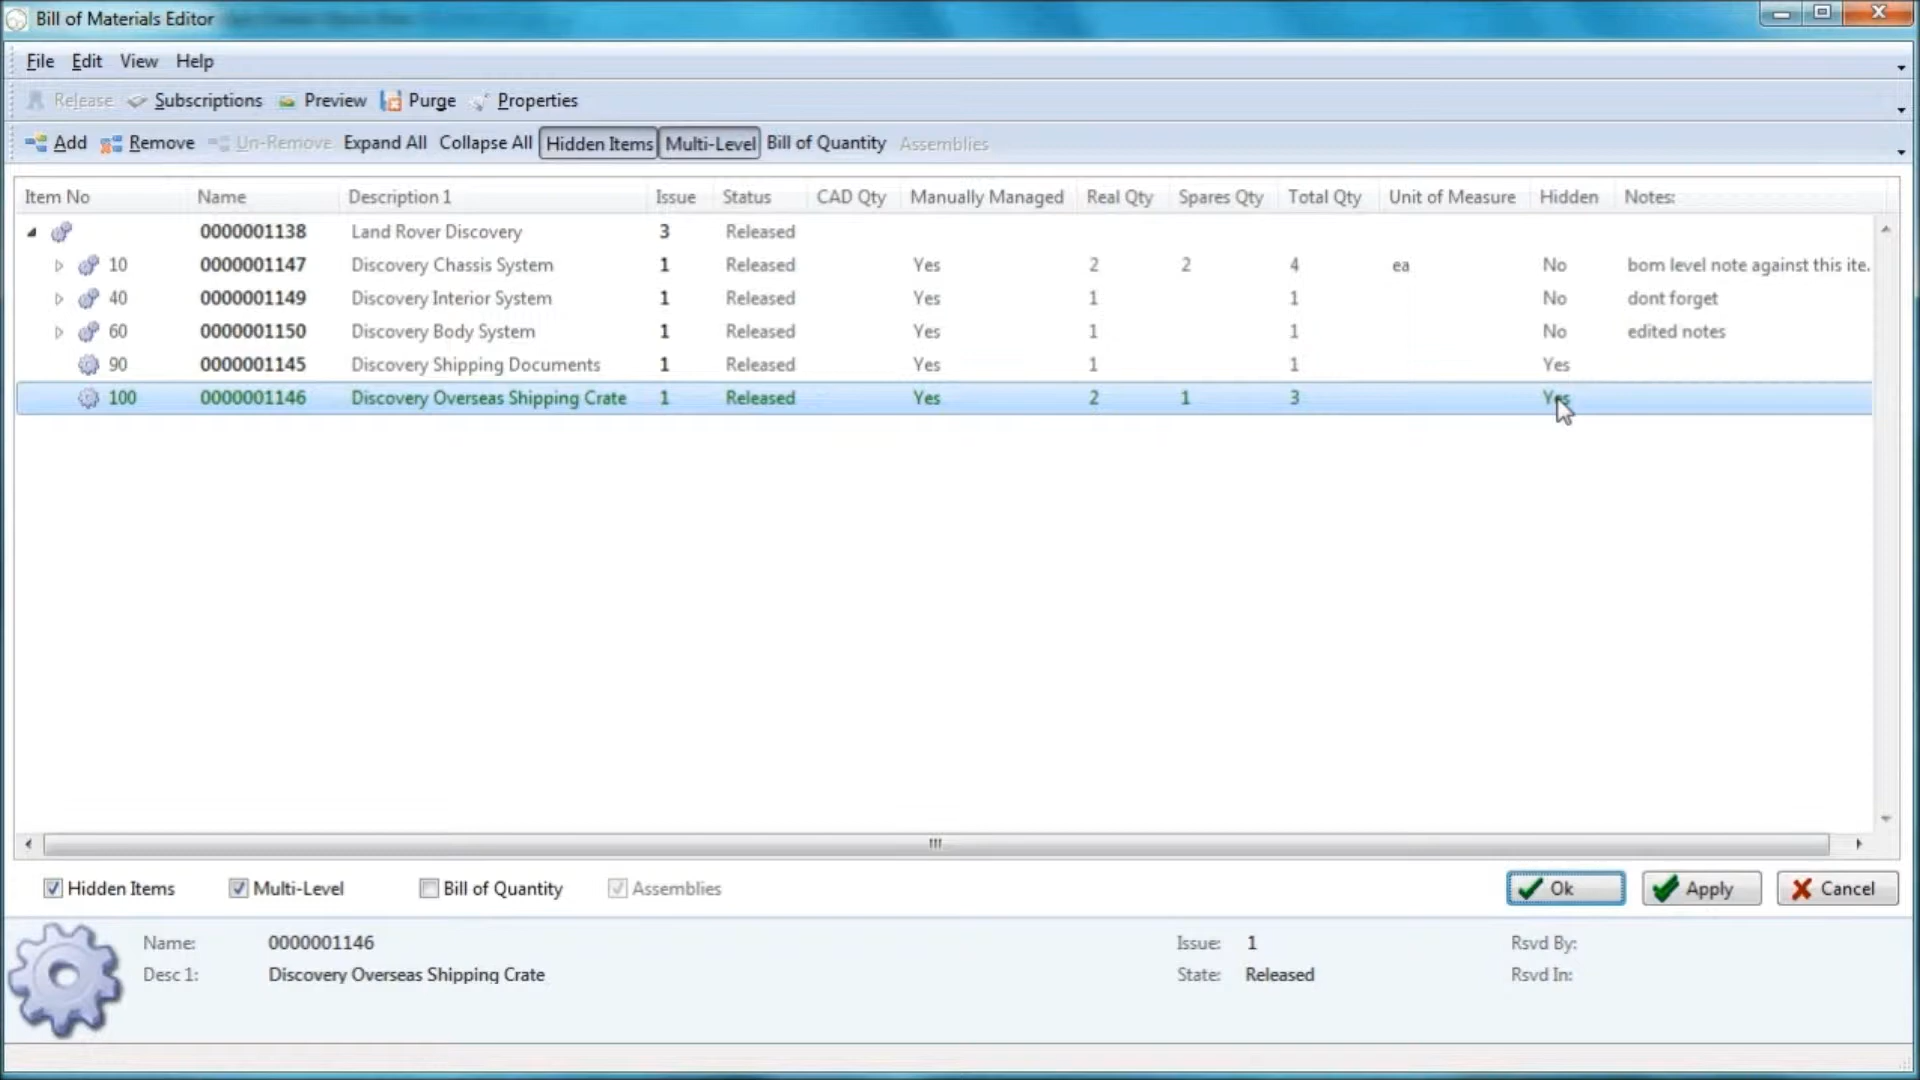 Bill of Materials Editor
File Edit View Help
Release Subscriptions Preview Purge Properties
Add Remove Un-Remove Expand All Collapse All Hidden Items Multi-Level Bill of Quantity Assemblies
Item No Name Description 1 Issue Status CAD Qty Manually Managed Real Qty Spares Qty Total Qty Unit of Measure Hidden Notes:
0000001138 Land Rover Discovery 3 Released
10 0000001147 Discovery Chassis System 1 Released Yes 2 2 4 ea No bom level note against this ite.
40 0000001149 Discovery Interior System 1 Released Yes 1 1 No dont forget
60 0000001150 Discovery Body System 1 Released Yes 1 1 No edited notes
90 0000001145 Discovery Shipping Documents 1 Released Yes 1 1 Yes
100 0000001146 Discovery Overseas Shipping Crate 1 Released Yes 2 1 3 Yes
Hidden Items Multi-Level Bill of Quantity Assemblies Ok Apply Cancel
Name: 0000001146 Issue: 1 Rsvd By:
Desc 1: Discovery Overseas Shipping Crate State: Released Rsvd In: